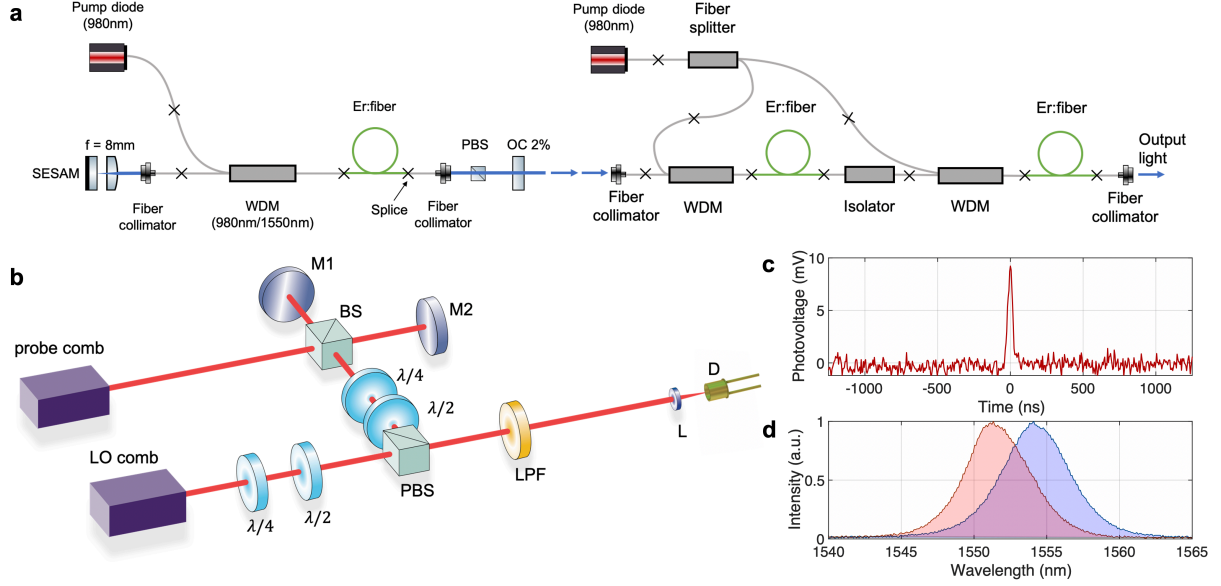 a
Pump diode
(980nm)
Er:fiber
f = 8mm
SESAM
PBS
OC 2%
Fiber
collimator
WDM
(980nm/1550nm)
Splice
Fiber
collimator
Pump diode
(980nm)
Fiber
splitter
Er:fiber
Er:fiber
Output
light
Fiber
collimator
WDM
Isolator
WDM
Fiber
collimator
b
M1
BS
M2
probe comb
λ/4
λ/2
D
L
LO comb
LPF
PBS
λ/4
λ/2
c
Photovoltage (mV)
10
5
0
-1000
-500
0
500
1000
Time (ns)
d
Intensity (a.u.)
1
0.5
0
1540
1545
1550
1555
1560
1565
Wavelength (nm)